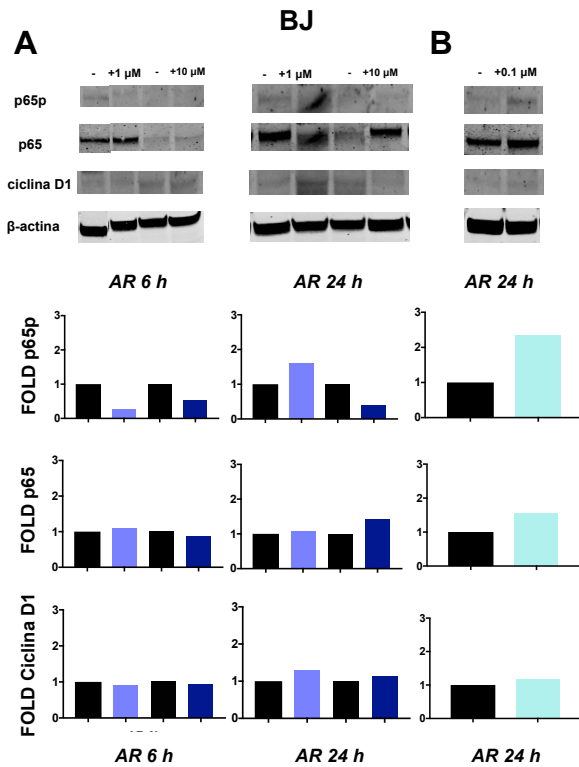 BJ
A
B
- +1 µM - +10 µM
- +1 µM - +10 µM
- +0.1 µM
p65p
p65
ciclina D1
β-actina
AR 6 h
AR 24 h
AR 24 h
FOLD p65p
3
2
1
0
3
2
1
0
3
2
1
0
FOLD p65
3
2
1
0
3
2
1
0
3
2
1
0
FOLD Ciclina D1
3
2
1
0
3
2
1
0
3
2
1
0
AR 6 h
AR 24 h
AR 24 h